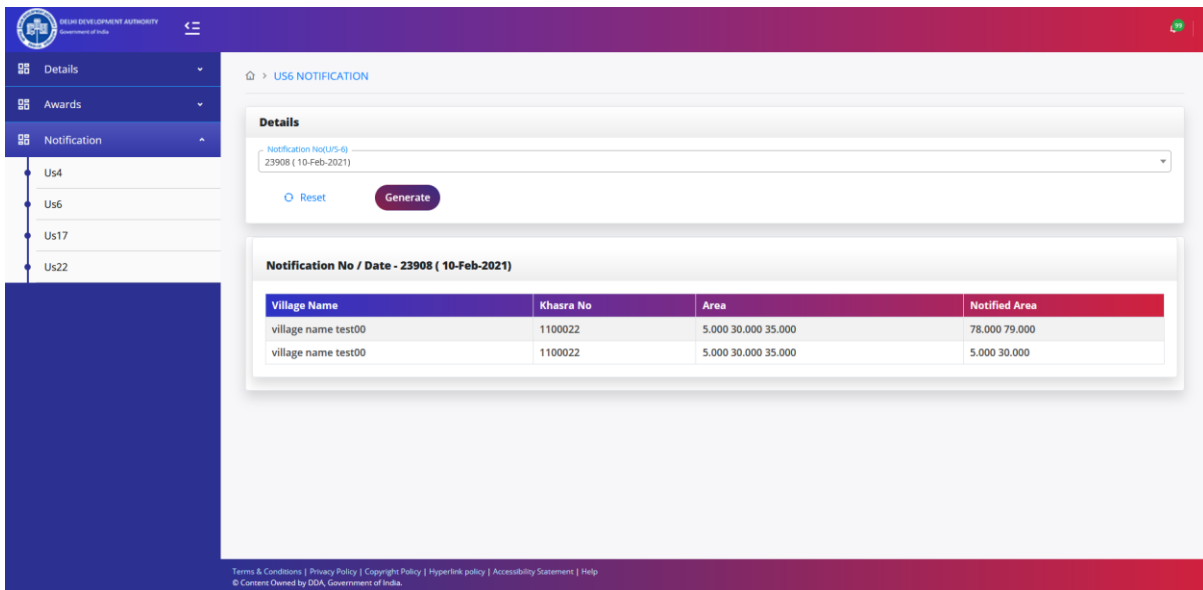 DELHI DEVELOPMENT AUTHORITY
Government of India
99
Details
Awards
Notification
Us4
Us6
Us17
Us22
> US6 NOTIFICATION
Details
Notification No(U/S-6)
23908 ( 10-Feb-2021)
Reset Generate
Notification No / Date - 23908 ( 10-Feb-2021)
Village Name Khasra No Area Notified Area
village name test00 1100022 5.000 30.000 35.000 78.000 79.000
village name test00 1100022 5.000 30.000 35.000 5.000 30.000
Terms & Conditions | Privacy Policy | Copyright Policy | Hyperlink policy | Accessibility Statement | Help
© Content Owned by DDA, Government of India.